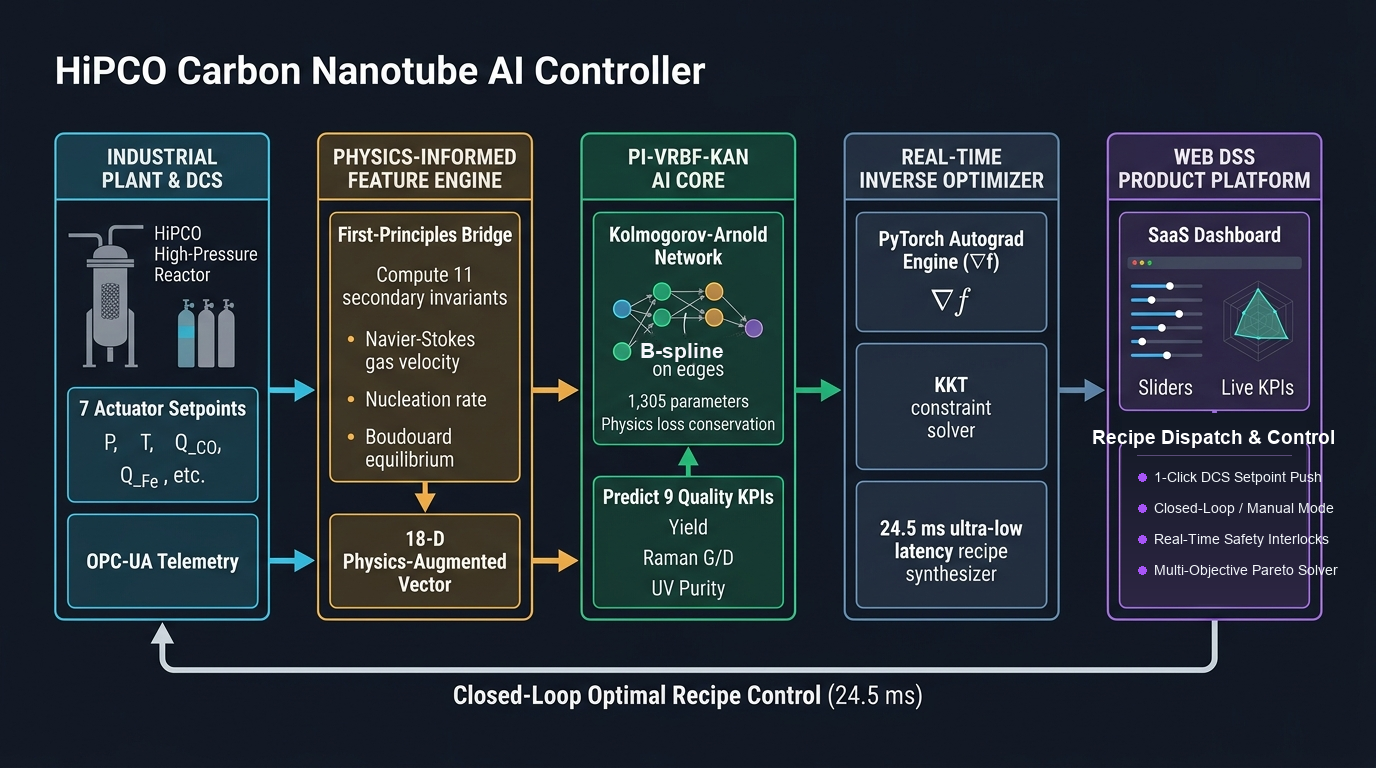 HiPCO Carbon Nanotube AI Controller
INDUSTRIAL
PLANT & DCS
HiPCO
High-Pressure
Reactor
7 Actuator Setpoints
P, T, Q_CO,
Q_Fe , etc.
OPC-UA Telemetry
PHYSICS-INFORMED
FEATURE ENGINE
First-Principles Bridge
Compute 11
secondary invariants
• Navier-Stokes
gas velocity
• Nucleation rate
• Boudouard
equilibrium
18-D
Physics-Augmented
Vector
PI-VRBF-KAN
AI CORE
Kolmogorov-Arnold
Network
B-spline
on edges
1,305 parameters
Physics loss conservation
Predict 9 Quality KPIs
Yield
Raman G/D
UV Purity
REAL-TIME
INVERSE OPTIMIZER
PyTorch Autograd
Engine (∇f)
∇f
KKT
constraint
solver
24.5 ms ultra-low
latency recipe
synthesizer
WEB DSS
PRODUCT PLATFORM
SaaS Dashboard
Sliders Live KPIs
Recipe Dispatch & Control
1-Click DCS Setpoint Push
Closed-Loop / Manual Mode
Real-Time Safety Interlocks
Multi-Objective Pareto Solver
Closed-Loop Optimal Recipe Control (24.5 ms)